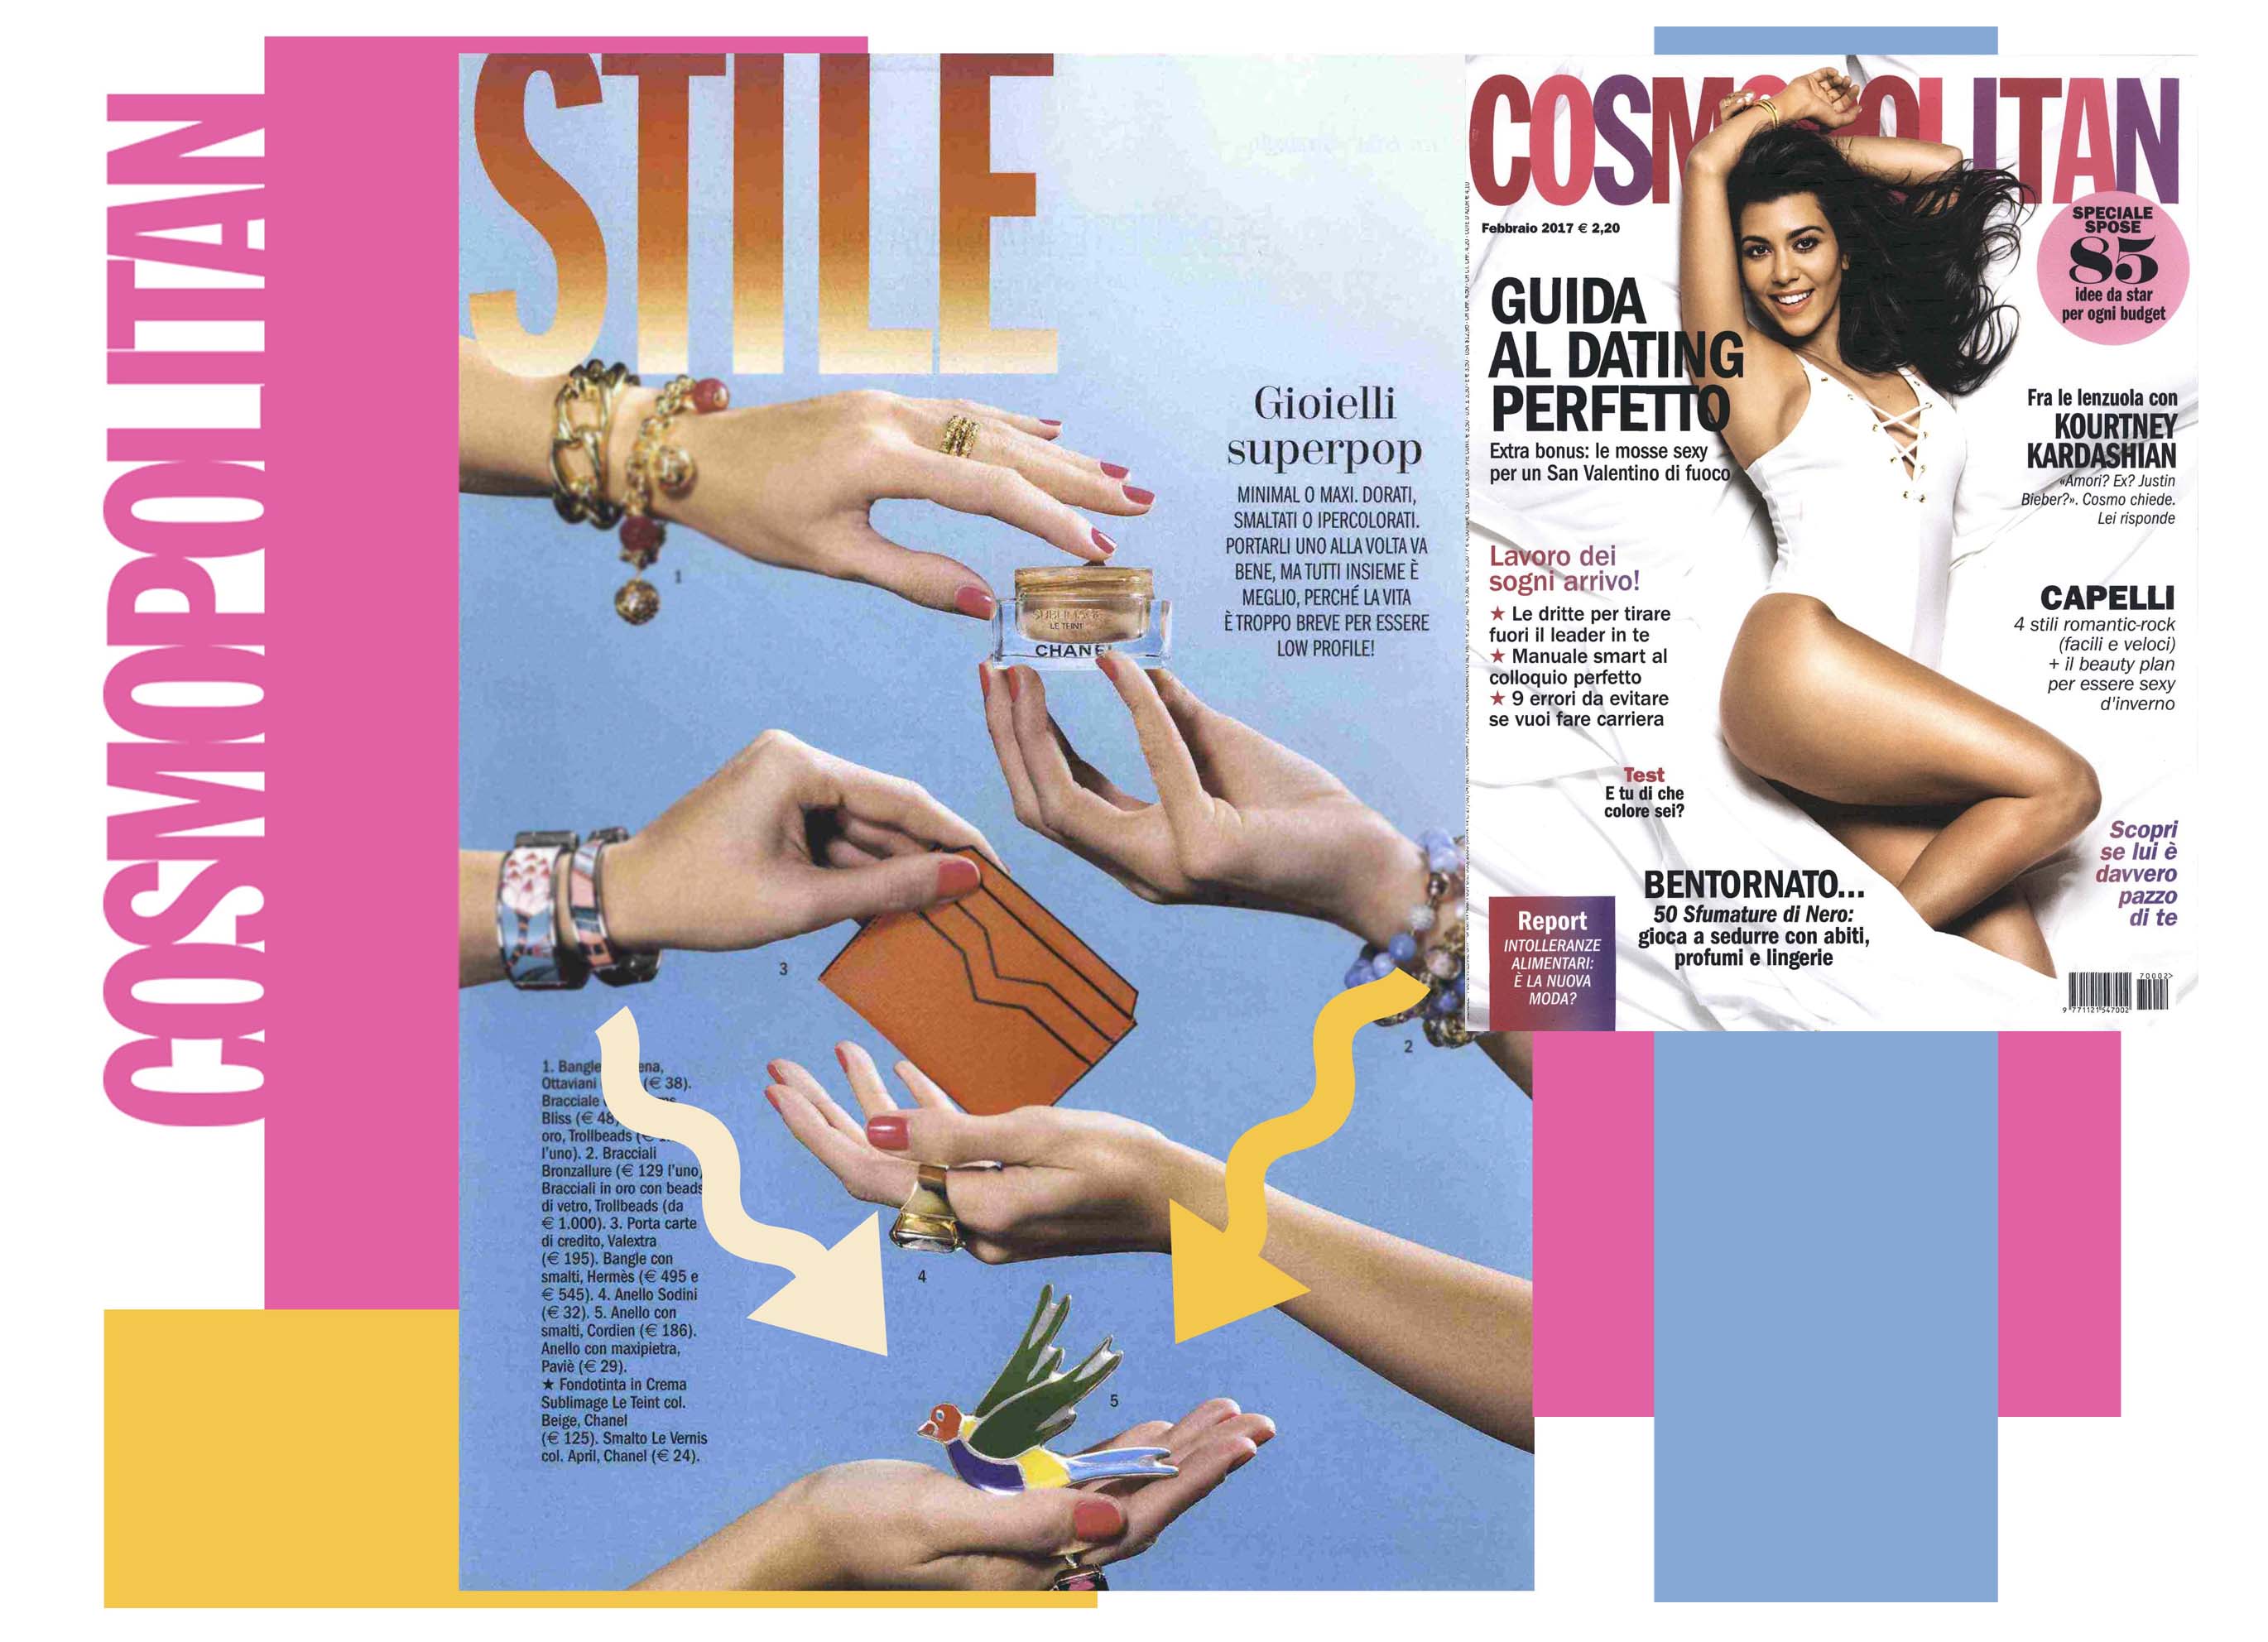 COSMOPOLITAN
STILE
Gioielli
superpop
MINIMAL O MAXI. DORATI,
SMALTATI O IPERCOLORATI.
PORTARLI UNO ALLA VOLTA VA
BENE, MA TUTTI INSIEME È
MEGLIO, PERCHÉ LA VITA
È TROPPO BREVE PER ESSERE
LOW PROFILE!
1
SUBLIMAGE
LE TEINT
CHANEL
3
2
4
5
1. Bangle
Ottaviani (€ 38).
Bracciale
Bliss (€ 48
oro, Trollbeads
l'uno). 2. Bracciali
Bronzallure (€ 129 l'uno)
Bracciali in oro con beads
di vetro, Trollbeads (da
€ 1.000). 3. Porta carte
di credito, Valextra
(€ 195). Bangle con
smalti, Hermès (€ 495 e
€ 545). 4. Anello Sodini
(€ 32). 5. Anello con
smalti, Cordien (€ 186).
Anello con maxipietra,
Paviè (€ 29).
★ Fondotinta in Crema
Sublimage Le Teint col.
Beige, Chanel
(€ 125). Smalto Le Vernis
col. April, Chanel (€ 24).
COSMOPOLITAN
Febbraio 2017 € 2,20
SPECIALE
SPOSE
85
idee da star
per ogni budget
GUIDA
AL DATING
PERFETTO
Extra bonus: le mosse sexy
per un San Valentino di fuoco
Fra le lenzuola con
KOURTNEY
KARDASHIAN
«Amori? Ex? Justin
Bieber?». Cosmo chiede.
Lei risponde
Lavoro dei
sogni arrivo!
★ Le dritte per tirare
fuori il leader in te
★ Manuale smart al
colloquio perfetto
★ 9 errori da evitare
se vuoi fare carriera
CAPELLI
4 stili romantic-rock
(facili e veloci)
+ il beauty plan
per essere sexy
d'inverno
Test
E tu di che
colore sei?
Scopri
se lui è
davvero
pazzo
di te
BENTORNATO...
50 Sfumature di Nero:
gioca a sedurre con abiti,
profumi e lingerie
Report
INTOLLERANZE
ALIMENTARI:
È LA NUOVA
MODA?
70002>
9 771121 547002